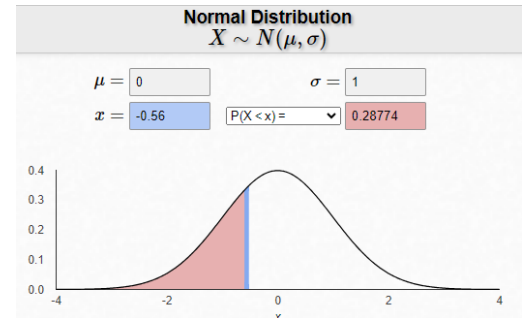 Normal Distribution
X ∼ N(μ, σ)
μ = 0 σ = 1
x = -0.56 P(X < x) = 0.28774
0.4
0.3
0.2
0.1
0.0
-4 -2 0 2 4
x